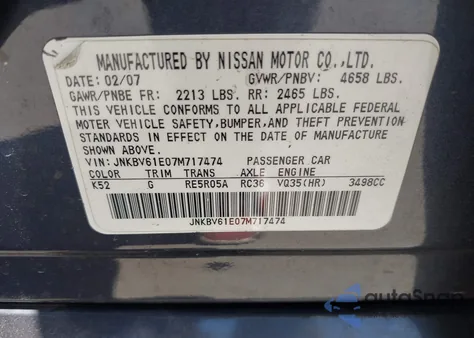 MANUFACTURED BY NISSAN MOTOR CO.,LTD.
DATE: 02/07 GVWR/PNBV: 4658 LBS.
GAWR/PNBE FR: 2213 LBS. RR: 2465 LBS.
THIS VEHICLE CONFORMS TO ALL APPLICABLE FEDERAL
MOTOR VEHICLE SAFETY,BUMPER,AND THEFT PREVENTION
STANDARDS IN EFFECT ON THE DATE OF MANUFACTURE
SHOWN ABOVE.
VIN: JNKBV61E07M717474 PASSENGER CAR
COLOR TRIM TRANS AXLE ENGINE
K52 G RE5R05A RC36 VQ35(HR) 3498CC
JNKBV61E07M717474
autoSnap